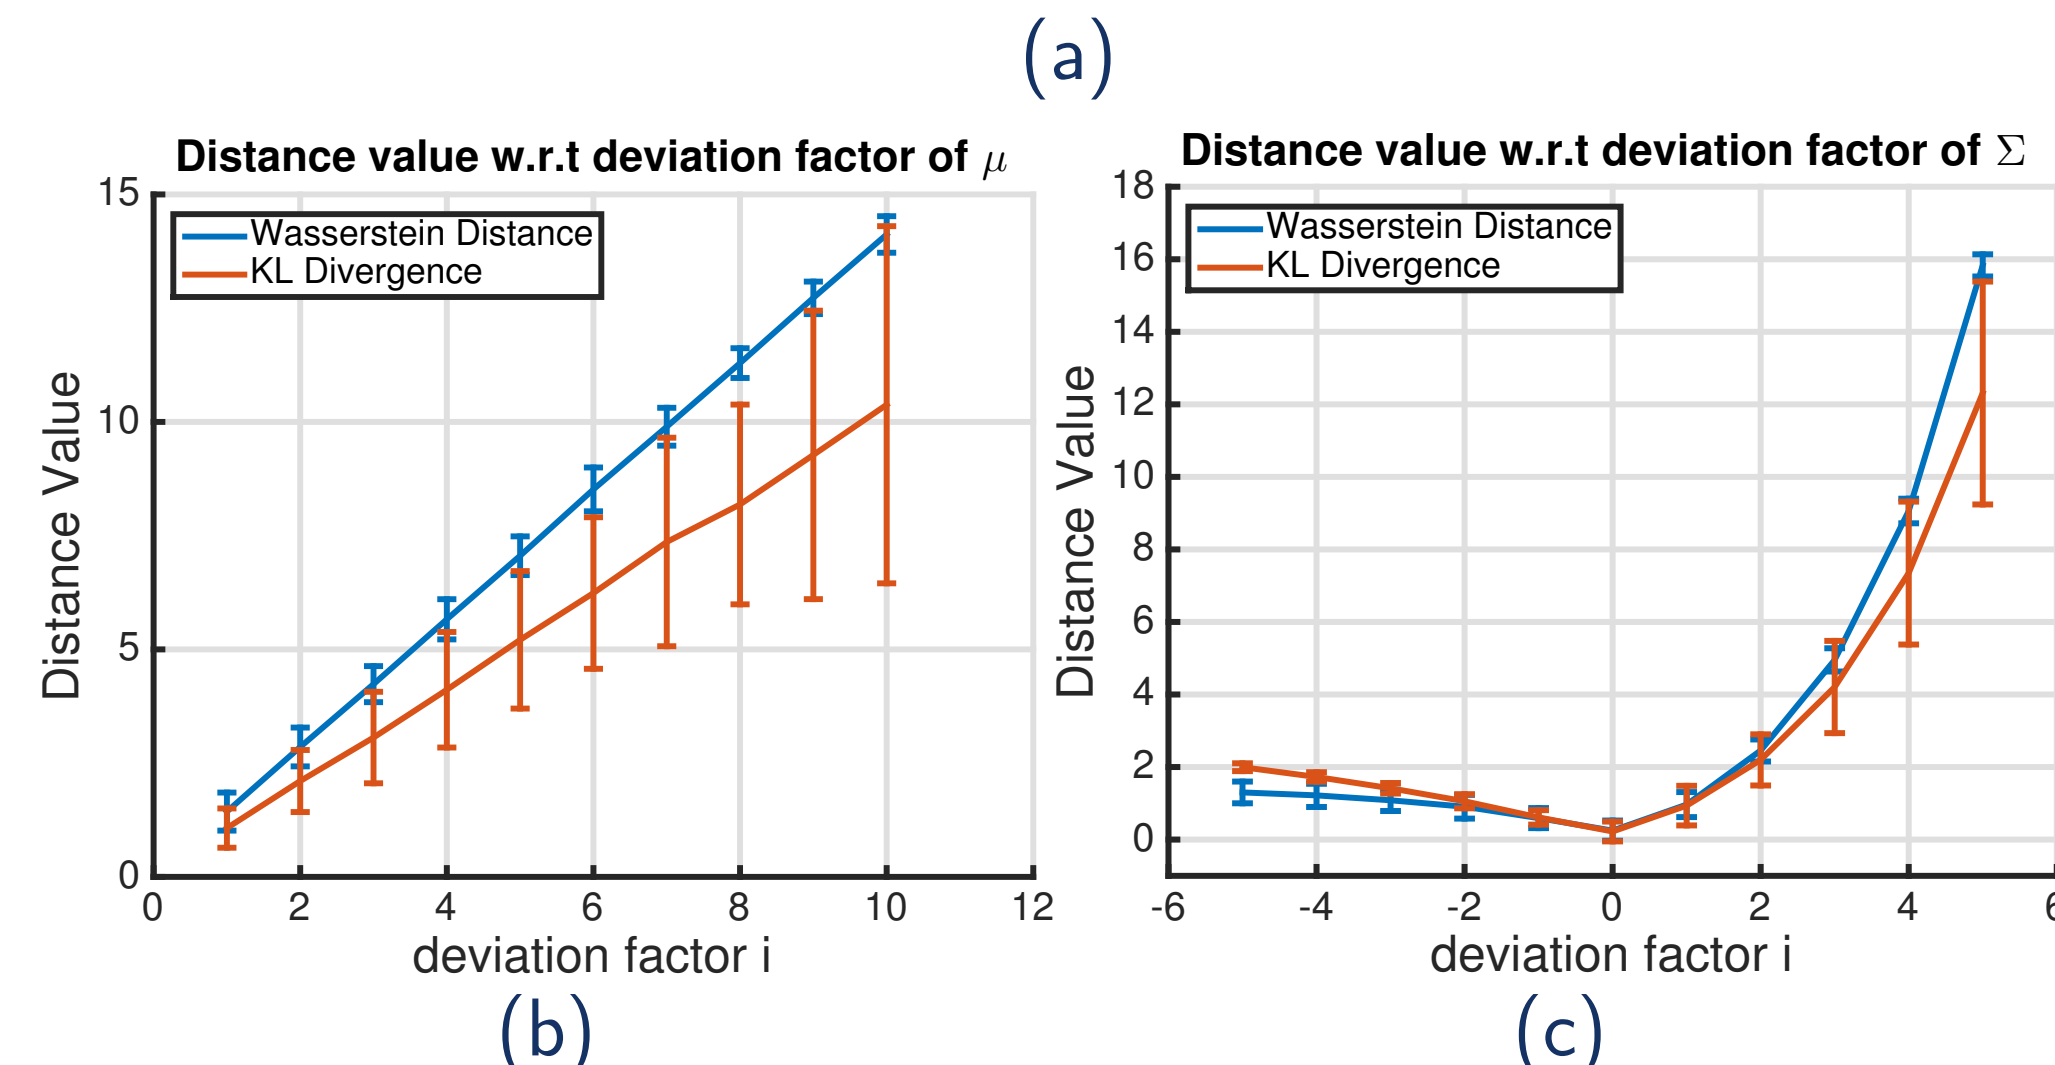 (a)
Distance value w.r.t deviation factor of μ
15
10
5
0
Distance Value
Wasserstein Distance
KL Divergence
0 2 4 6 8 10 12
deviation factor i
(b)
Distance value w.r.t deviation factor of Σ
18
16
14
12
10
8
6
4
2
0
Distance Value
Wasserstein Distance
KL Divergence
-6 -4 -2 0 2 4 6
deviation factor i
(c)